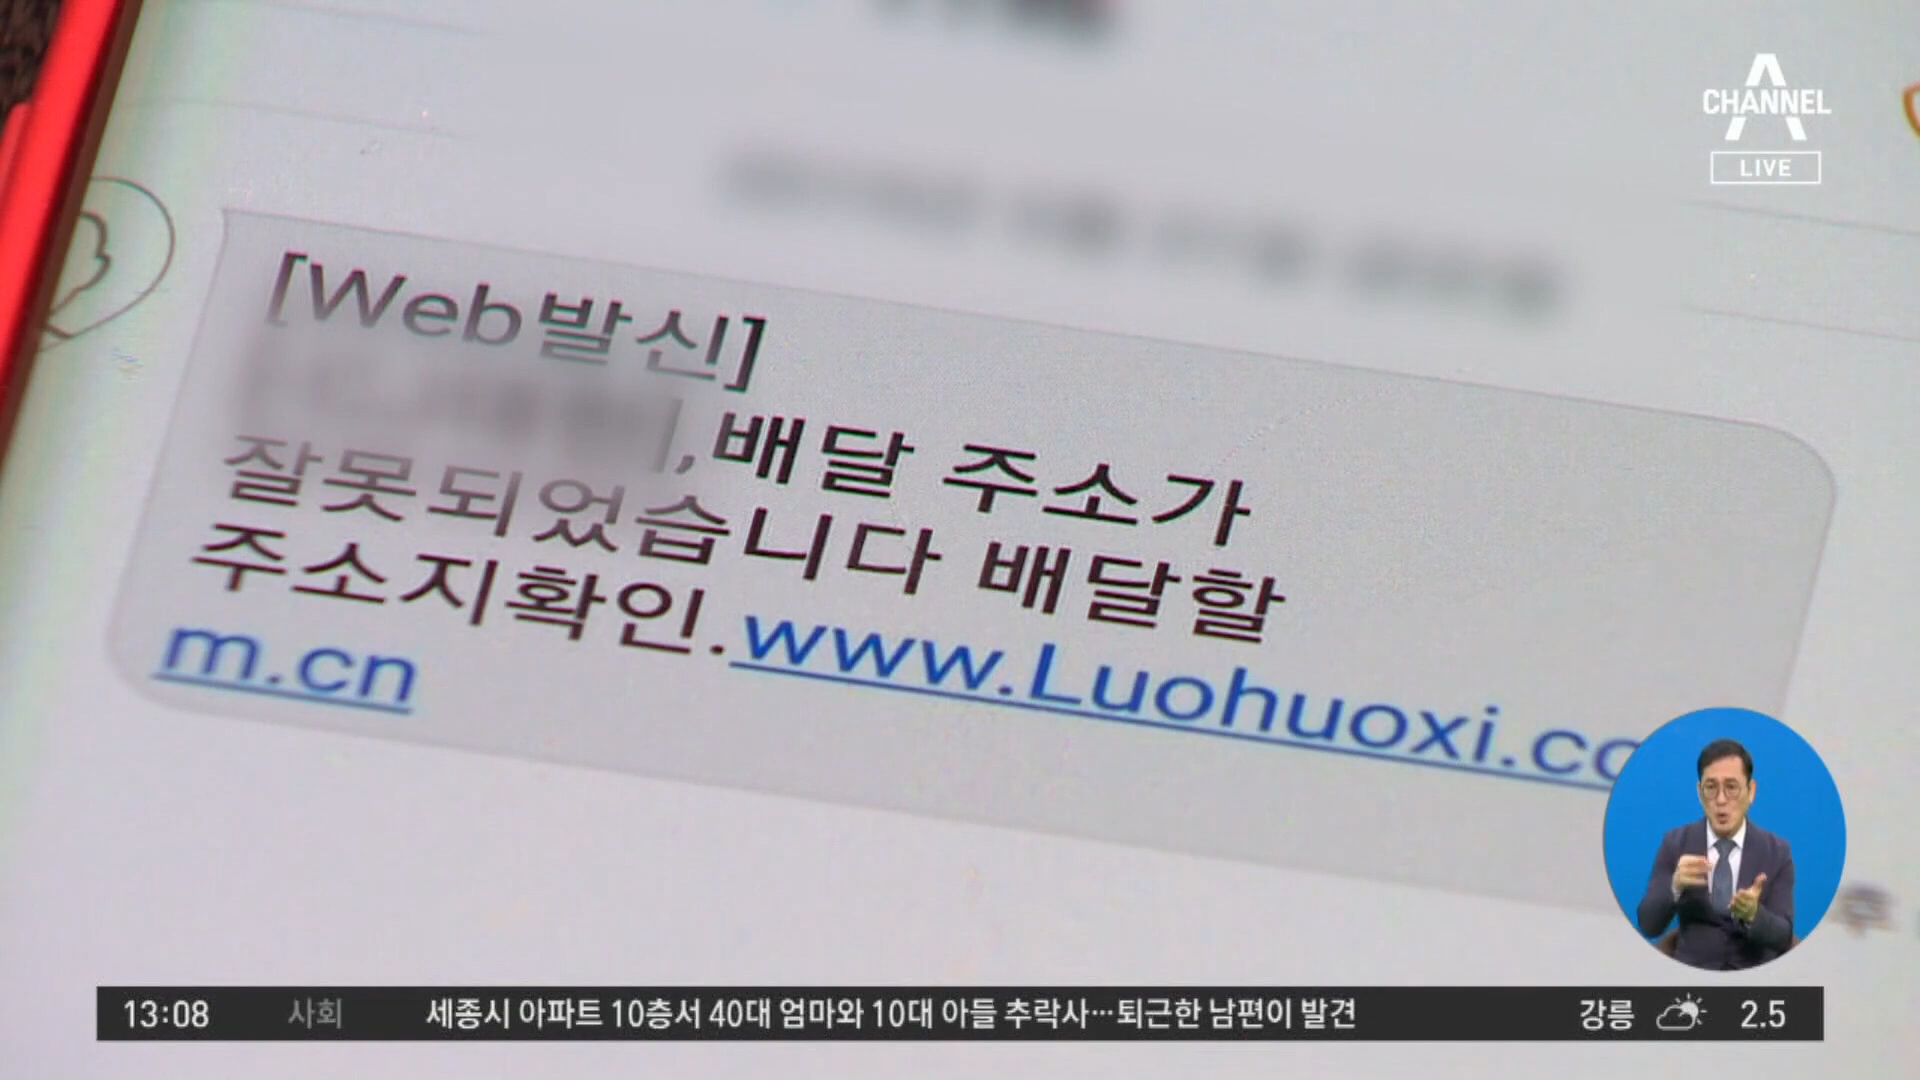 CHANNEL A
LIVE
[Web발신]
,배달 주소가
잘못되었습니다 배달할
주소지확인.www.Luohuoxi.co
m.cn
13:08 사회 세종시 아파트 10층서 40대 엄마와 10대 아들 추락사…퇴근한 남편이 발견 강릉 2.5